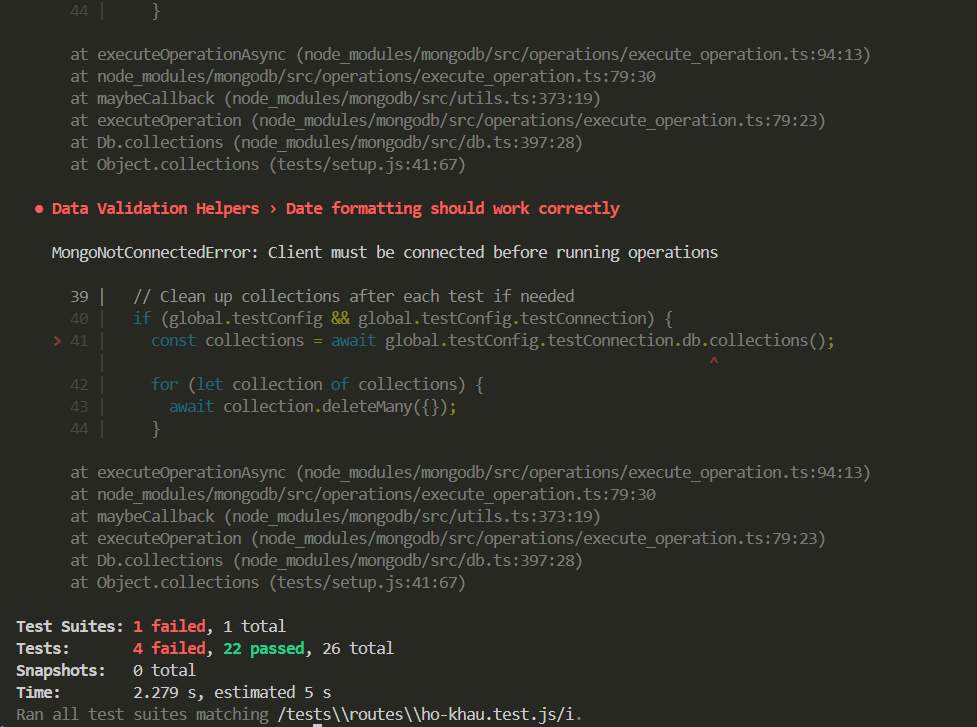 44 |     }
at executeOperationAsync (node_modules/mongodb/src/operations/execute_operation.ts:94:13)
at node_modules/mongodb/src/operations/execute_operation.ts:79:30
at maybeCallback (node_modules/mongodb/src/utils.ts:373:19)
at executeOperation (node_modules/mongodb/src/operations/execute_operation.ts:79:23)
at Db.collections (node_modules/mongodb/src/db.ts:397:28)
at Object.collections (tests/setup.js:41:67)
● Data Validation Helpers › Date formatting should work correctly
MongoNotConnectedError: Client must be connected before running operations
39 |   // Clean up collections after each test if needed
40 |   if (global.testConfig && global.testConfig.testConnection) {
> 41 |     const collections = await global.testConfig.testConnection.db.collections();
|                                                                   ^
42 |     for (let collection of collections) {
43 |       await collection.deleteMany({});
44 |     }
at executeOperationAsync (node_modules/mongodb/src/operations/execute_operation.ts:94:13)
at node_modules/mongodb/src/operations/execute_operation.ts:79:30
at maybeCallback (node_modules/mongodb/src/utils.ts:373:19)
at executeOperation (node_modules/mongodb/src/operations/execute_operation.ts:79:23)
at Db.collections (node_modules/mongodb/src/db.ts:397:28)
at Object.collections (tests/setup.js:41:67)
Test Suites: 1 failed, 1 total
Tests:       4 failed, 22 passed, 26 total
Snapshots:   0 total
Time:        2.279 s, estimated 5 s
Ran all test suites matching /tests\\routes\\ho-khau.test.js/i.